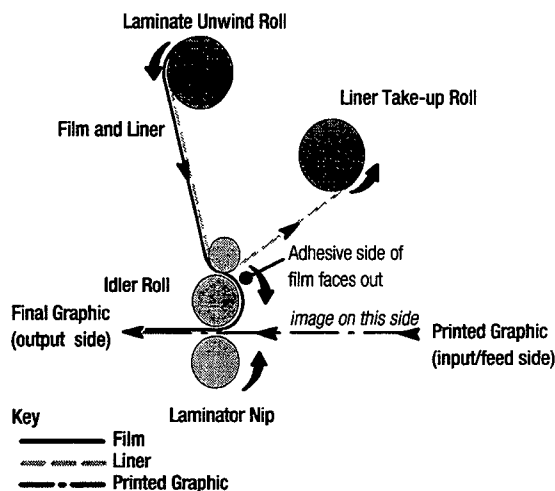 Laminate Unwind Roll
Liner Take-up Roll
Film and Liner
Adhesive side of
film faces out
Idler Roll
Final Graphic
(output side)
image on this side
Printed Graphic
(input/feed side)
Laminator Nip
Key
Film
Liner
Printed Graphic